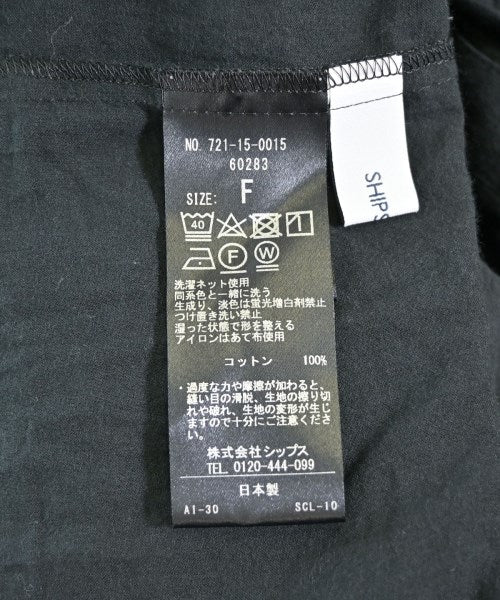 NO. 721-15-0015
60283
SIZE: F
40
F W
洗濯ネット使用
同系色と一緒に洗う
生成り、淡色は蛍光増白剤禁止
つけ置き洗い禁止
湿った状態で形を整える
アイロンはあて布使用
コットン 100%
・過度な力や摩擦が加わると、
縫い目の滑脱、生地の擦り切
れや破れ、生地の変形が生じ
ますので十分にご注意くださ
い。
株式会社シップス
TEL. 0120-444-099
日本製
AI-30 SCL-10
SHIPS